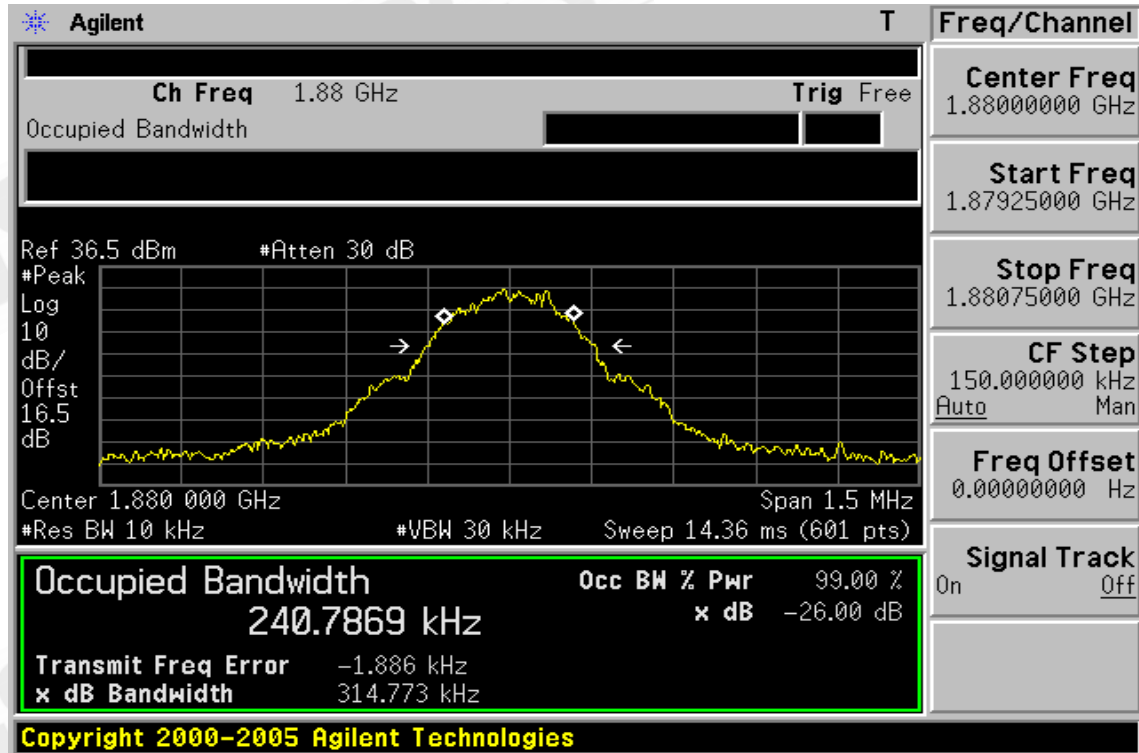 Agilent T
Ch Freq 1.88 GHz Trig Free
Occupied Bandwidth
Ref 36.5 dBm #Atten 30 dB
#Peak
Log
10
dB/
Offst
16.5
dB
Center 1.880 000 GHz Span 1.5 MHz
#Res BW 10 kHz #VBW 30 kHz Sweep 14.36 ms (601 pts)
Occupied Bandwidth Occ BW % Pwr 99.00 %
240.7869 kHz x dB -26.00 dB
Transmit Freq Error -1.886 kHz
x dB Bandwidth 314.773 kHz
Copyright 2000-2005 Agilent Technologies
Freq/Channel
Center Freq
1.88000000 GHz
Start Freq
1.87925000 GHz
Stop Freq
1.88075000 GHz
CF Step
150.000000 kHz
Auto Man
Freq Offset
0.00000000 Hz
Signal Track
On Off